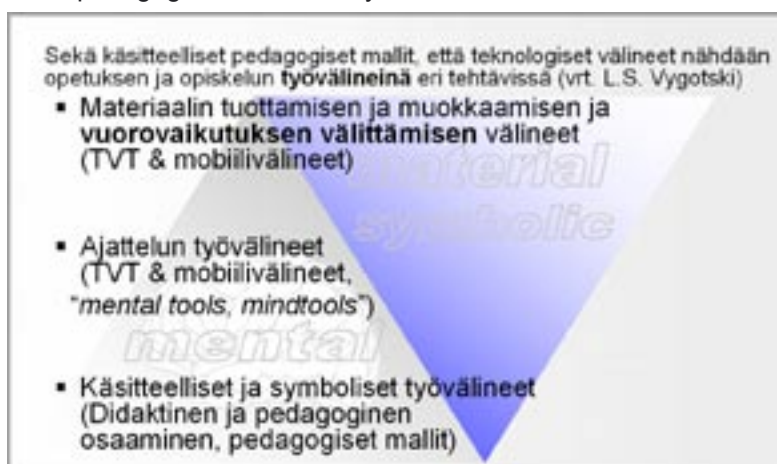 Sekä käsitteelliset pedagogiset mallit, että teknologiset välineet nähdään
opetuksen ja opiskelun työvälineinä eri tehtävissä (vrt. L.S. Vygotski)
▪ Materiaalin tuottamisen ja muokkaamisen ja
vuorovaikutuksen välittämisen välineet
(TVT & mobiilivälineet)
material
symbolic
▪ Ajattelun työvälineet
(TVT & mobiilivälineet,
"mental tools, mindtools")
mental
▪ Käsitteelliset ja symboliset työvälineet
(Didaktinen ja pedagoginen
osaaminen, pedagogiset mallit)